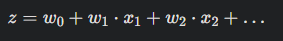 z = w₀ + w₁ · x₁ + w₂ · x₂ + …